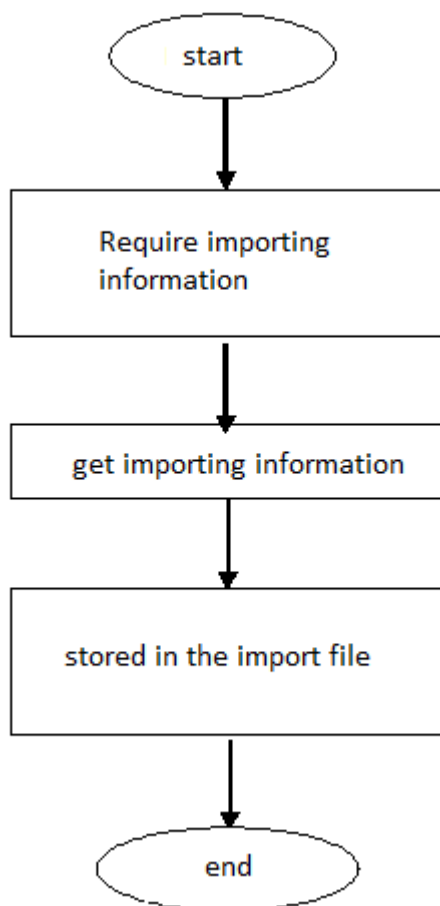 start
Require importing
information
get importing information
stored in the import file
end